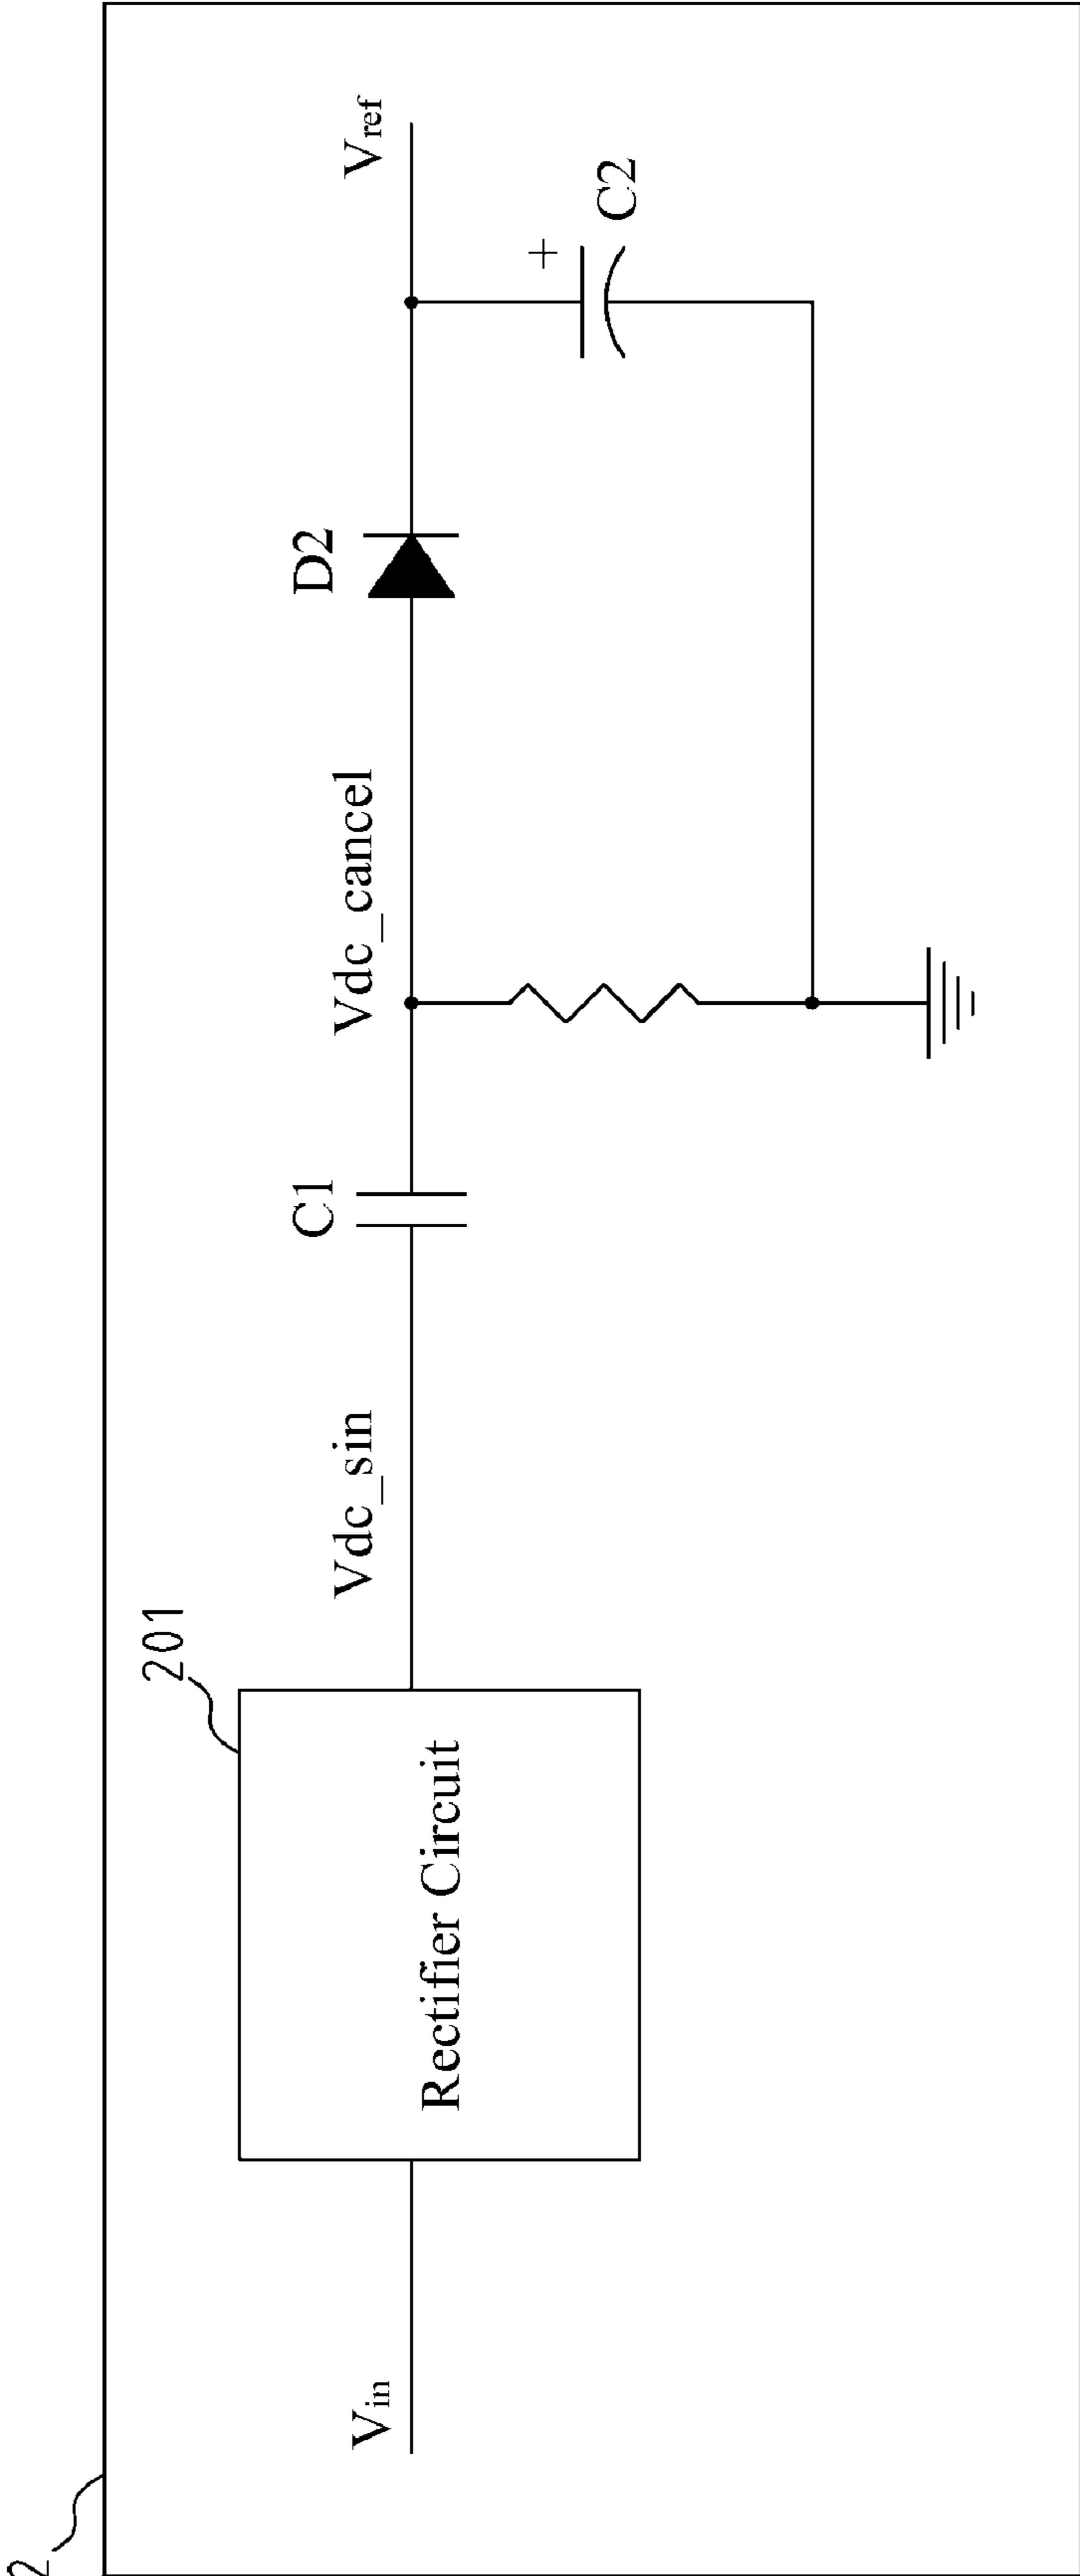 2
201
Vin
Rectifier Circuit
Vdc_sin
C1
Vdc_cancel
D2
Vref
+
C2